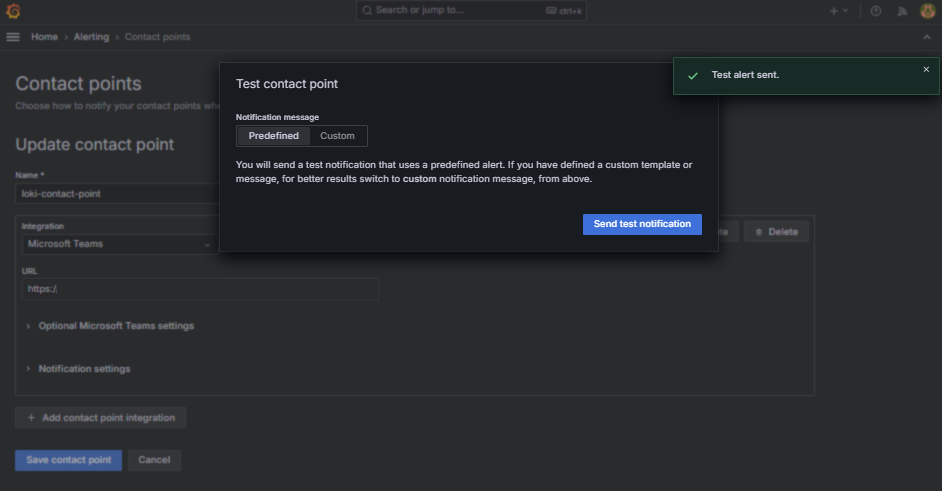 Search or jump to...
ctrl+k
Home › Alerting › Contact points
Contact points
Choose how to notify your contact points
Test alert sent.
Test contact point
Notification message
Predefined
Custom
You will send a test notification that uses a predefined alert. If you have defined a custom template or
message, for better results switch to custom notification message, from above.
Send test notification
Update contact point
Name *
loki-contact-point
Integration
Microsoft Teams
Delete
URL
https:/
Optional Microsoft Teams settings
Notification settings
+ Add contact point integration
Save contact point
Cancel